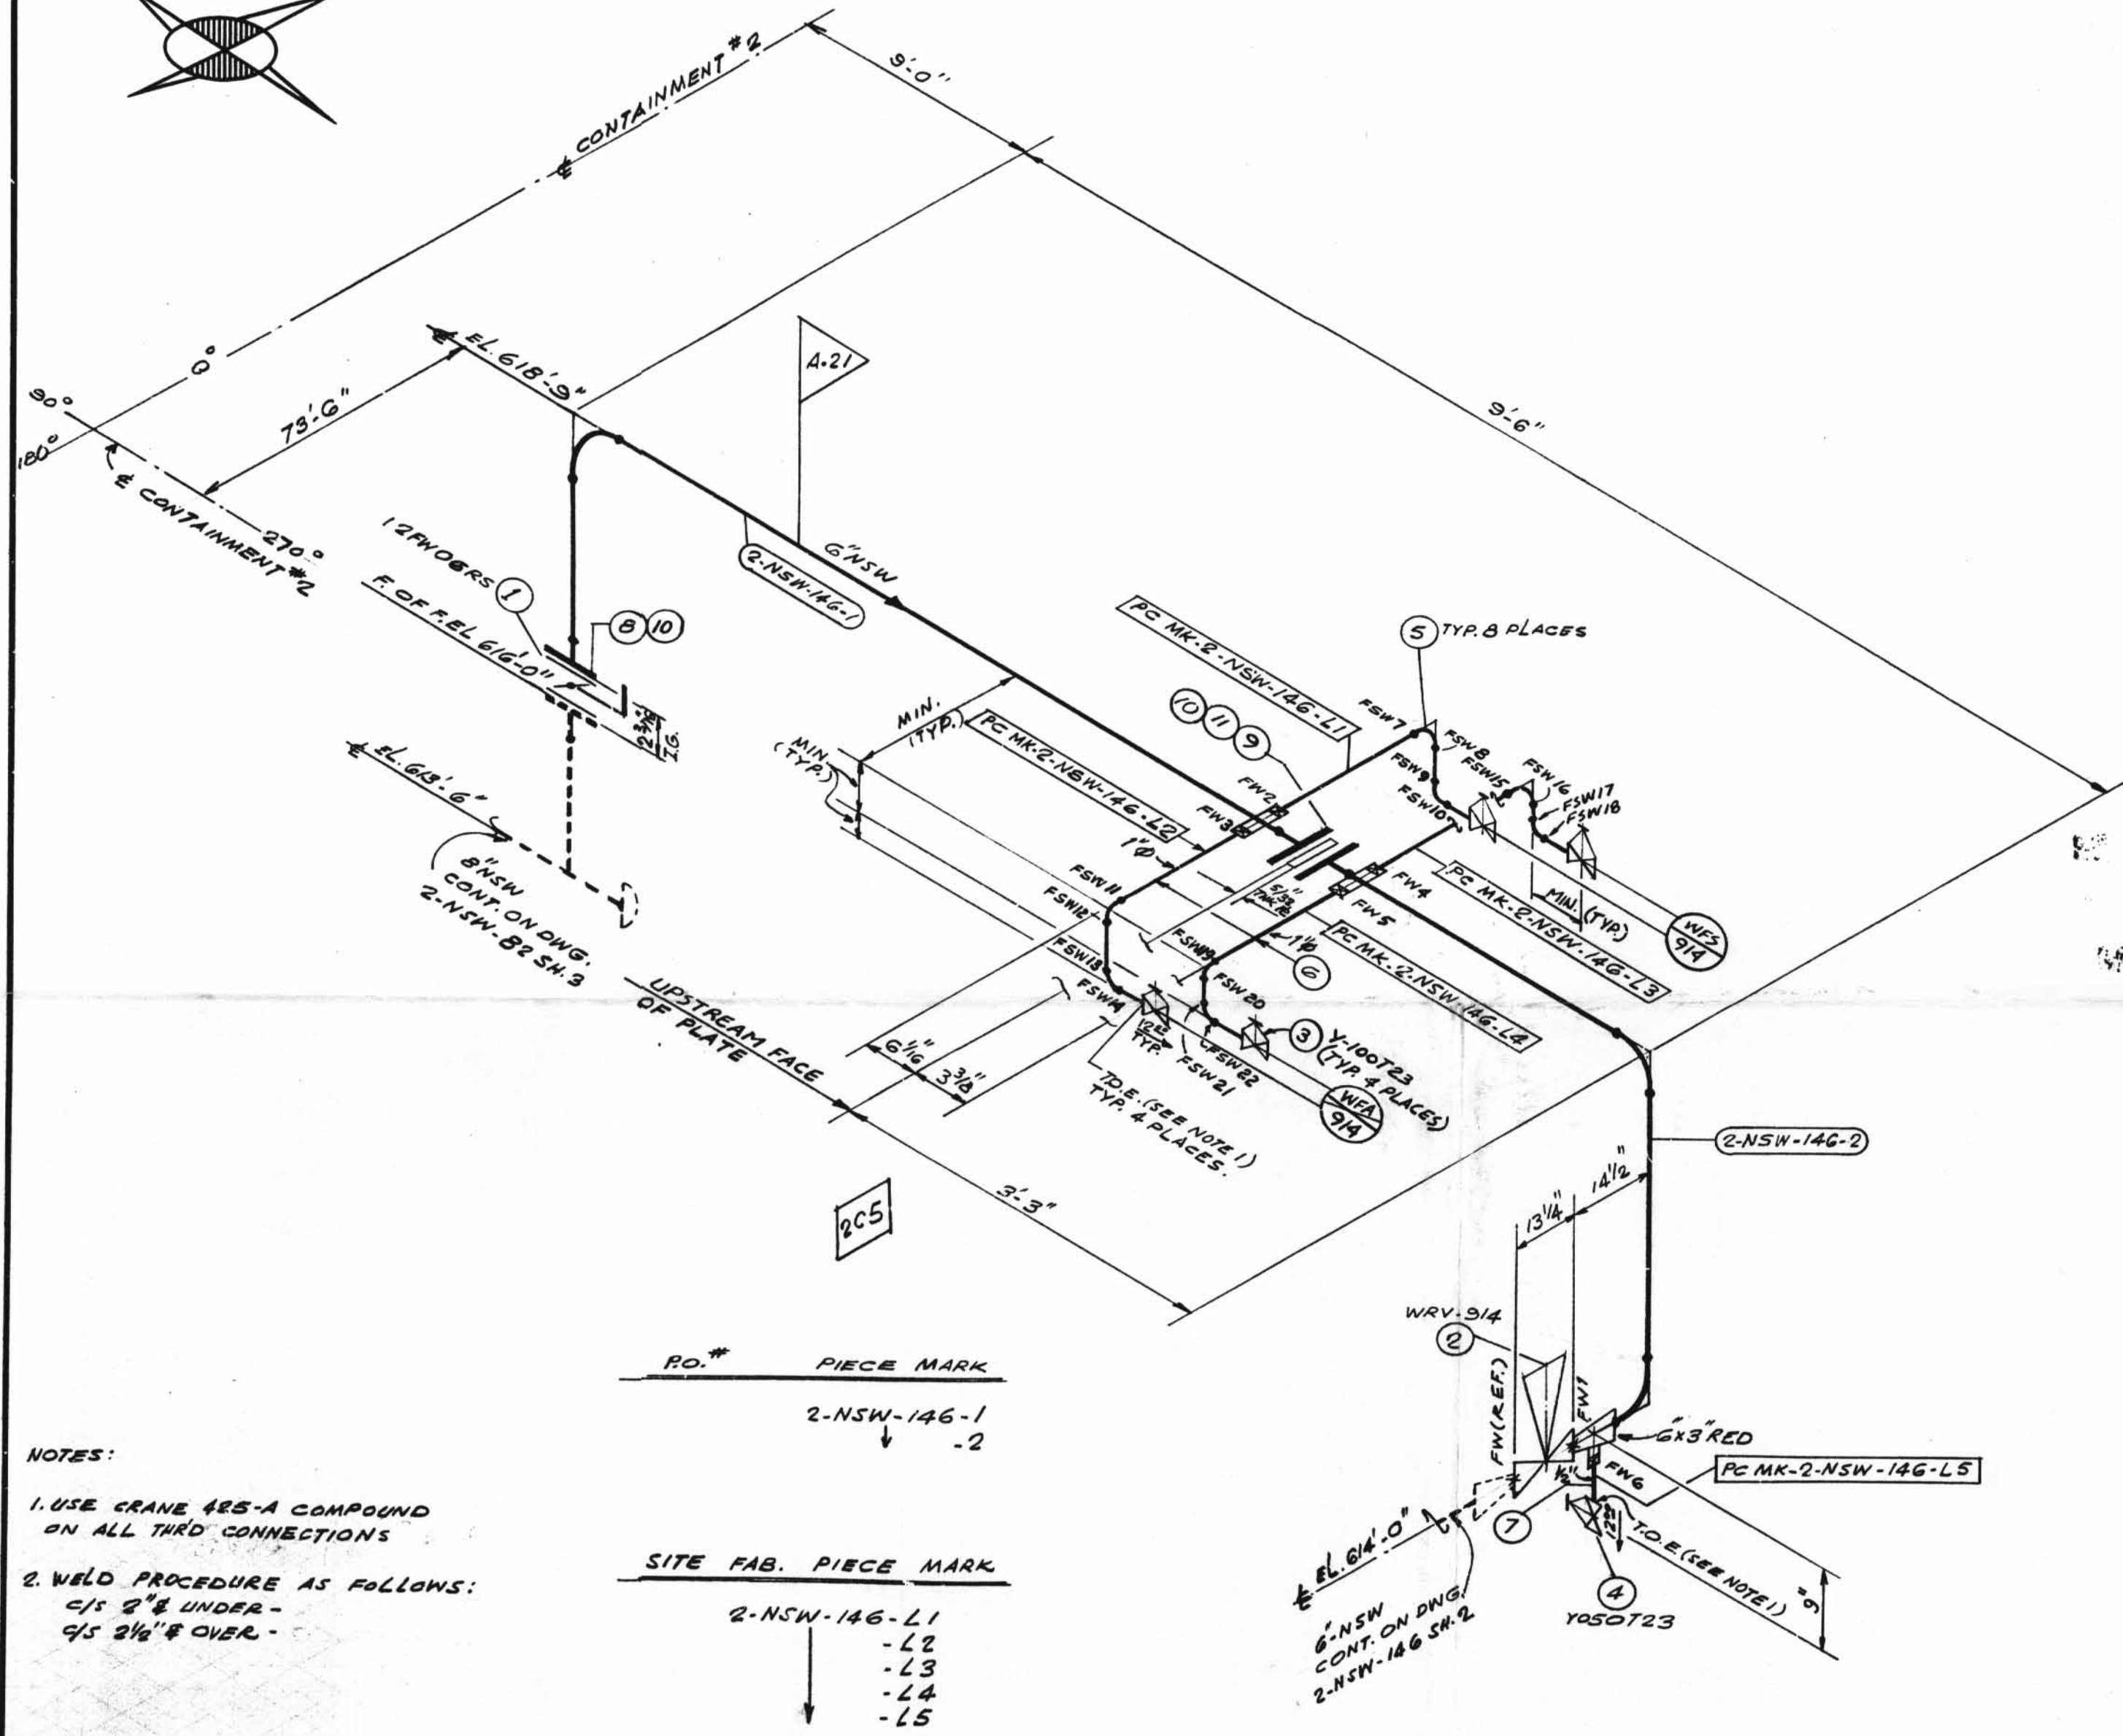 9'-0"
℄ CONTAINMENT #2
9'-6"
0°
90°
180°
270°
℄ CONTAINMENT #2
73'-6"
℄ EL. 618'-9"
A.21
2-NSW-146-1
6"NSW
12FWOGRS
1
8
10
F. OF F. EL 616'-0"
2 3/16"
I.G.
℄ EL. 613'-6"
8"NSW
CONT. ON DWG.
2-NSW-82 SH.3
UPSTREAM FACE
OF PLATE
MIN.
(TYP.)
MIN.
(TYP.)
PC MK-2-NSW-146-L1
PC MK-2-NSW-146-L2
10
11
9
5
TYP. 8 PLACES
FSW7
FSW8
FSW9
FSW10
FSW15
FSW16
FSW17
FSW18
FW2
FW3
1"Ø
FSW11
FSW12
FSW13
FSW14
5/32"
FW4
FW5
PC MK-2-NSW-146-L3
MIN. (TYP.)
WFS
914
PC MK-2-NSW-146-L4
1"Ø
6
FSW19
FSW20
FSW21
FSW22
3
Y-100T23
(TYP. 4 PLACES)
WFA
914
TYP.
T.O.E. (SEE NOTE 1)
TYP. 4 PLACES.
6 1/16"
3 3/8"
3'-3"
2C5
2-NSW-146-2
14 1/2"
13 1/4"
WRV-914
2
FW (REF.)
FW1
6"X3" RED
FW6
PC MK-2-NSW-146-L5
1/2"
7
T.O.E. (SEE NOTE 1)
4
Y050T23
9"
℄ EL. 614'-0"
6"-NSW
CONT. ON DWG.
2-NSW-146 SH.2
P.O.# PIECE MARK
2-NSW-146-1
-2
SITE FAB. PIECE MARK
2-NSW-146-L1
-L2
-L3
-L4
-L5
NOTES:
1. USE CRANE 425-A COMPOUND
ON ALL THR'D CONNECTIONS
2. WELD PROCEDURE AS FOLLOWS:
C/S 2" & UNDER -
C/S 2 1/2" & OVER -